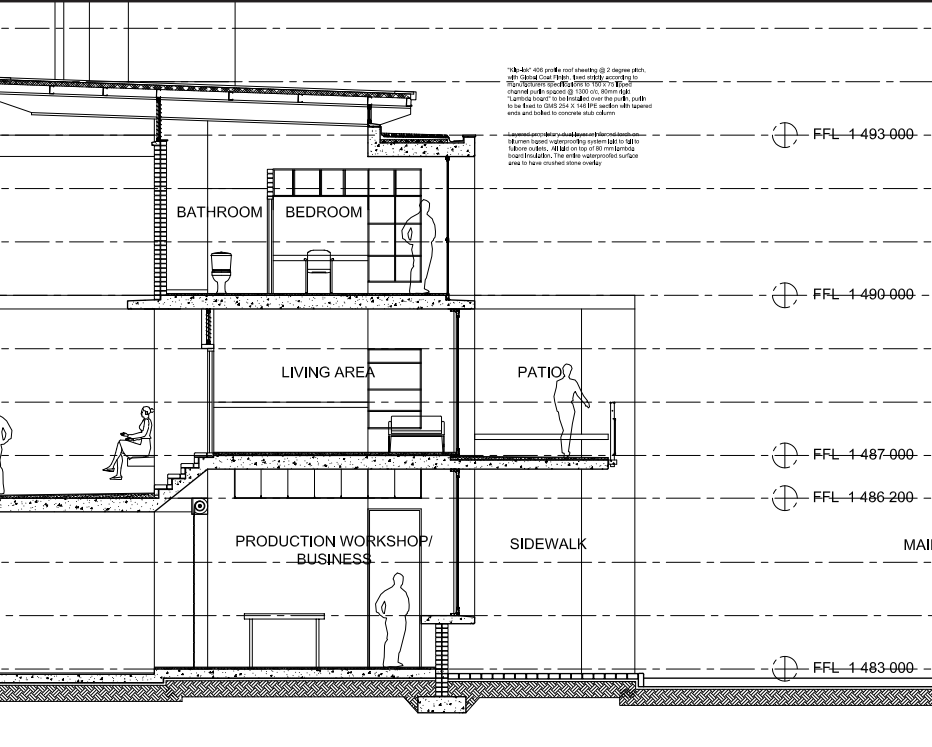 "Klip-lok" 406 profile roof sheeting @ 2 degree pitch,
with Global Coat Finish, fixed strictly according to
manufacturers specifications to 150 x 75 lipped
channel purlin spaced @ 1300 o/c, 80mm rigid
"Lambda board" to be installed over the purlin, purlin
to be fixed to GMS 254 X 146 IPE section with tapered
ends and bolted to concrete stub column
Layered proprietary dual layer reinforced torch on
bitumen based waterproofing system laid to fall to
fulbore outlets. All laid on top of 80 mm lambda
board insulation. The entire waterproofed surface
area to have crushed stone overlay
FFL 1 493 000
BATHROOM
BEDROOM
FFL 1 490 000
LIVING AREA
PATIO
FFL 1 487 000
FFL 1 486 200
PRODUCTION WORKSHOP/
BUSINESS
SIDEWALK
MAI
FFL 1 483 000